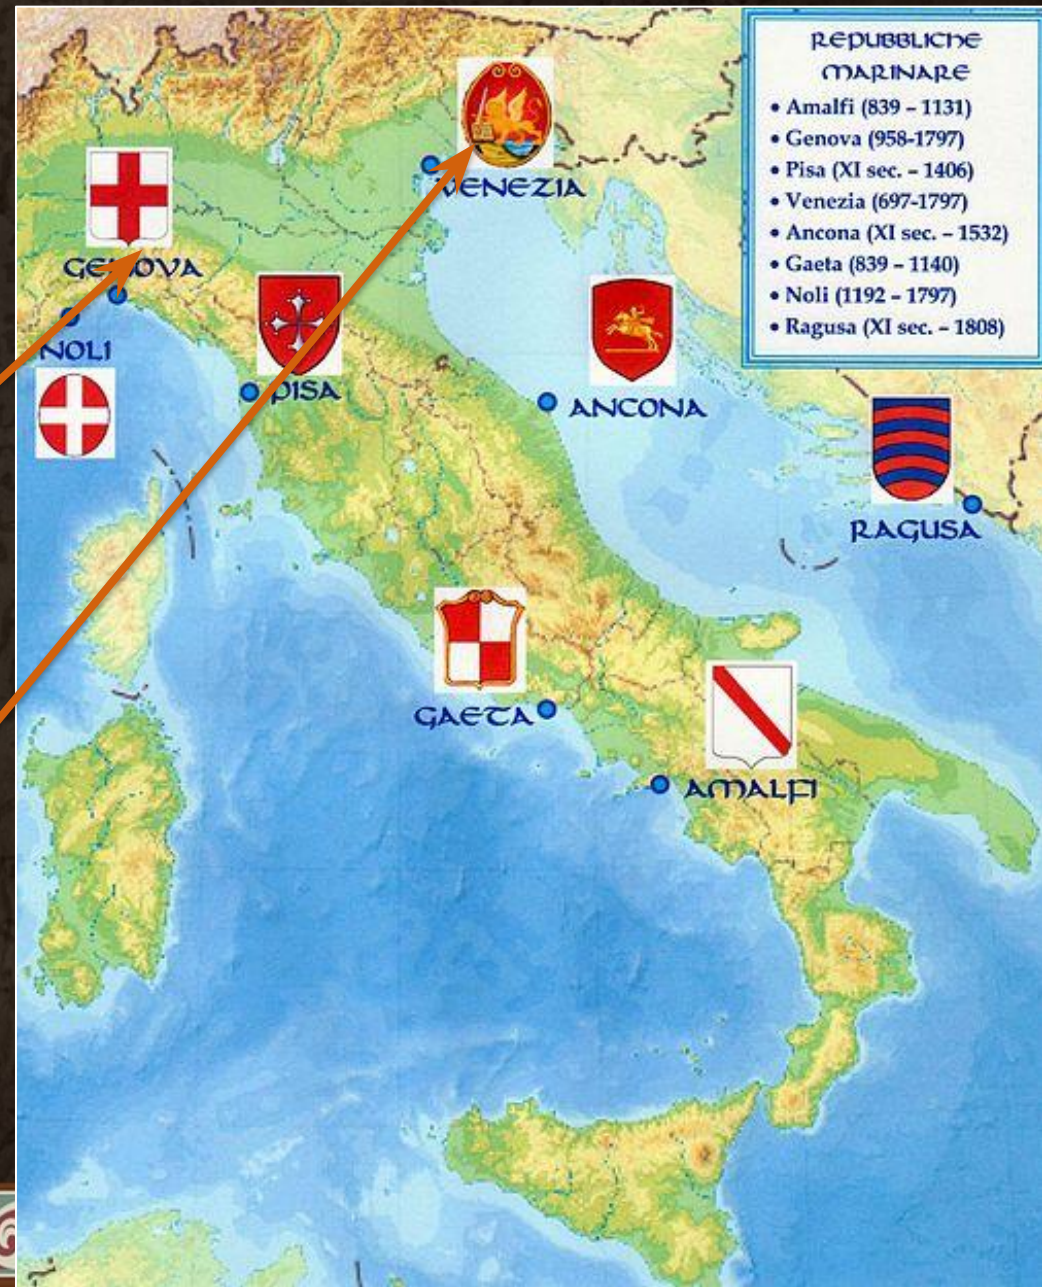 REPUBBLICHE
MARINARE
• Amalfi (839 – 1131)
• Genova (958-1797)
• Pisa (XI sec. – 1406)
• Venezia (697-1797)
• Ancona (XI sec. – 1532)
• Gaeta (839 – 1140)
• Noli (1192 – 1797)
• Ragusa (XI sec. – 1808)
VENEZIA
GENOVA
NOLI
PISA
ANCONA
RAGUSA
GAETA
AMALFI